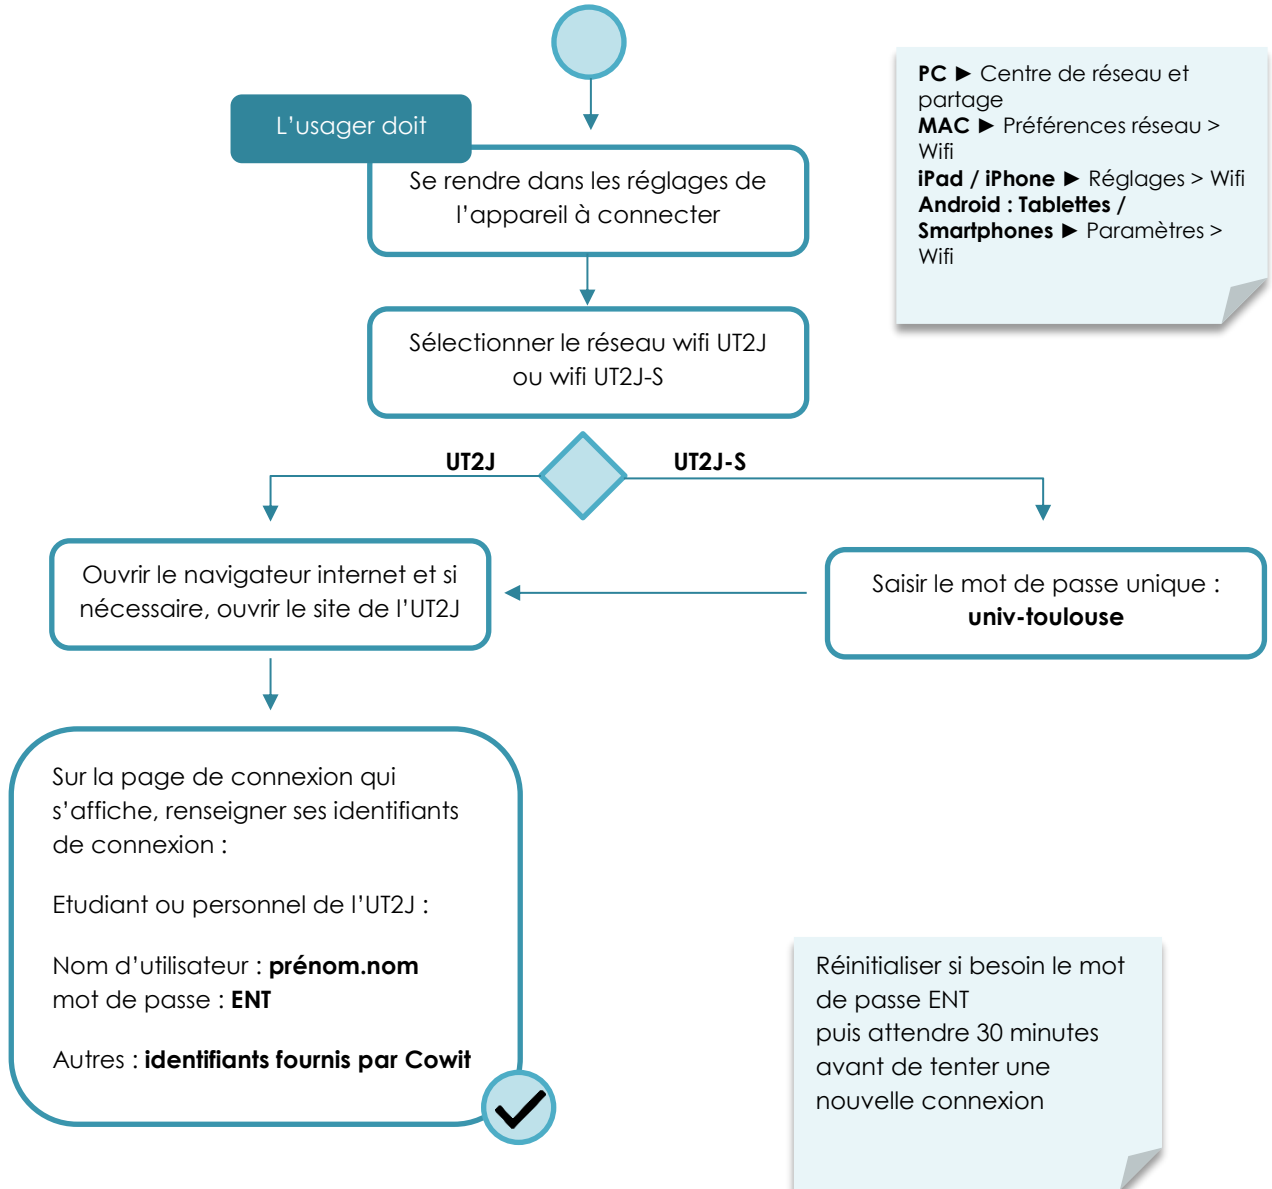 PC ► Centre de réseau et
partage
MAC ► Préférences réseau >
Wifi
iPad / iPhone ► Réglages > Wifi
Android : Tablettes /
Smartphones ► Paramètres >
Wifi
L'usager doit
Se rendre dans les réglages de
l'appareil à connecter
Sélectionner le réseau wifi UT2J
ou wifi UT2J-S
UT2J
UT2J-S
Ouvrir le navigateur internet et si
nécessaire, ouvrir le site de l'UT2J
Saisir le mot de passe unique :
univ-toulouse
Sur la page de connexion qui
s'affiche, renseigner ses identifiants
de connexion :
Etudiant ou personnel de l'UT2J :
Nom d'utilisateur : prénom.nom
mot de passe : ENT
Autres : identifiants fournis par Cowit
Réinitialiser si besoin le mot
de passe ENT
puis attendre 30 minutes
avant de tenter une
nouvelle connexion